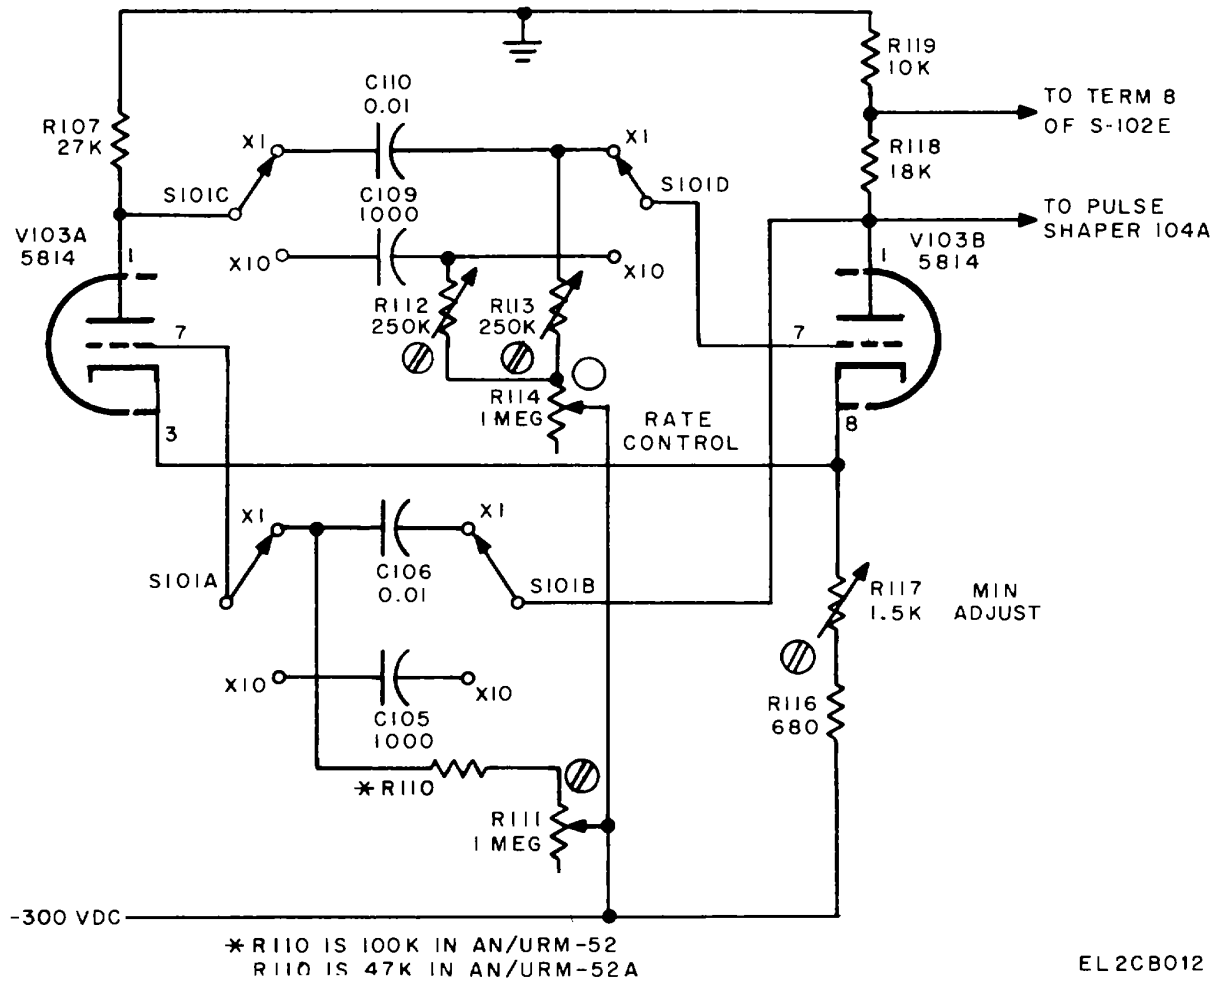 R119
10K
C110
0.01
TO TERM 8
OF S-102E
R107
27K
X1
X1
R118
18K
S101C
C109
1000
S101D
TO PULSE
SHAPER 104A
V103A
5814
1
V103B
5814
1
X10
X10
R112
250K
R113
250K
7
7
R114
1 MEG
RATE
CONTROL
3
8
X1
X1
S101A
C106
0.01
S101B
R117
1.5K
MIN
ADJUST
X10
X10
C105
1000
R116
680
* R110
R111
1 MEG
-300 VDC
* R110 IS 100K IN AN/URM-52
R110 IS 47K IN AN/URM-52A
EL2CB012